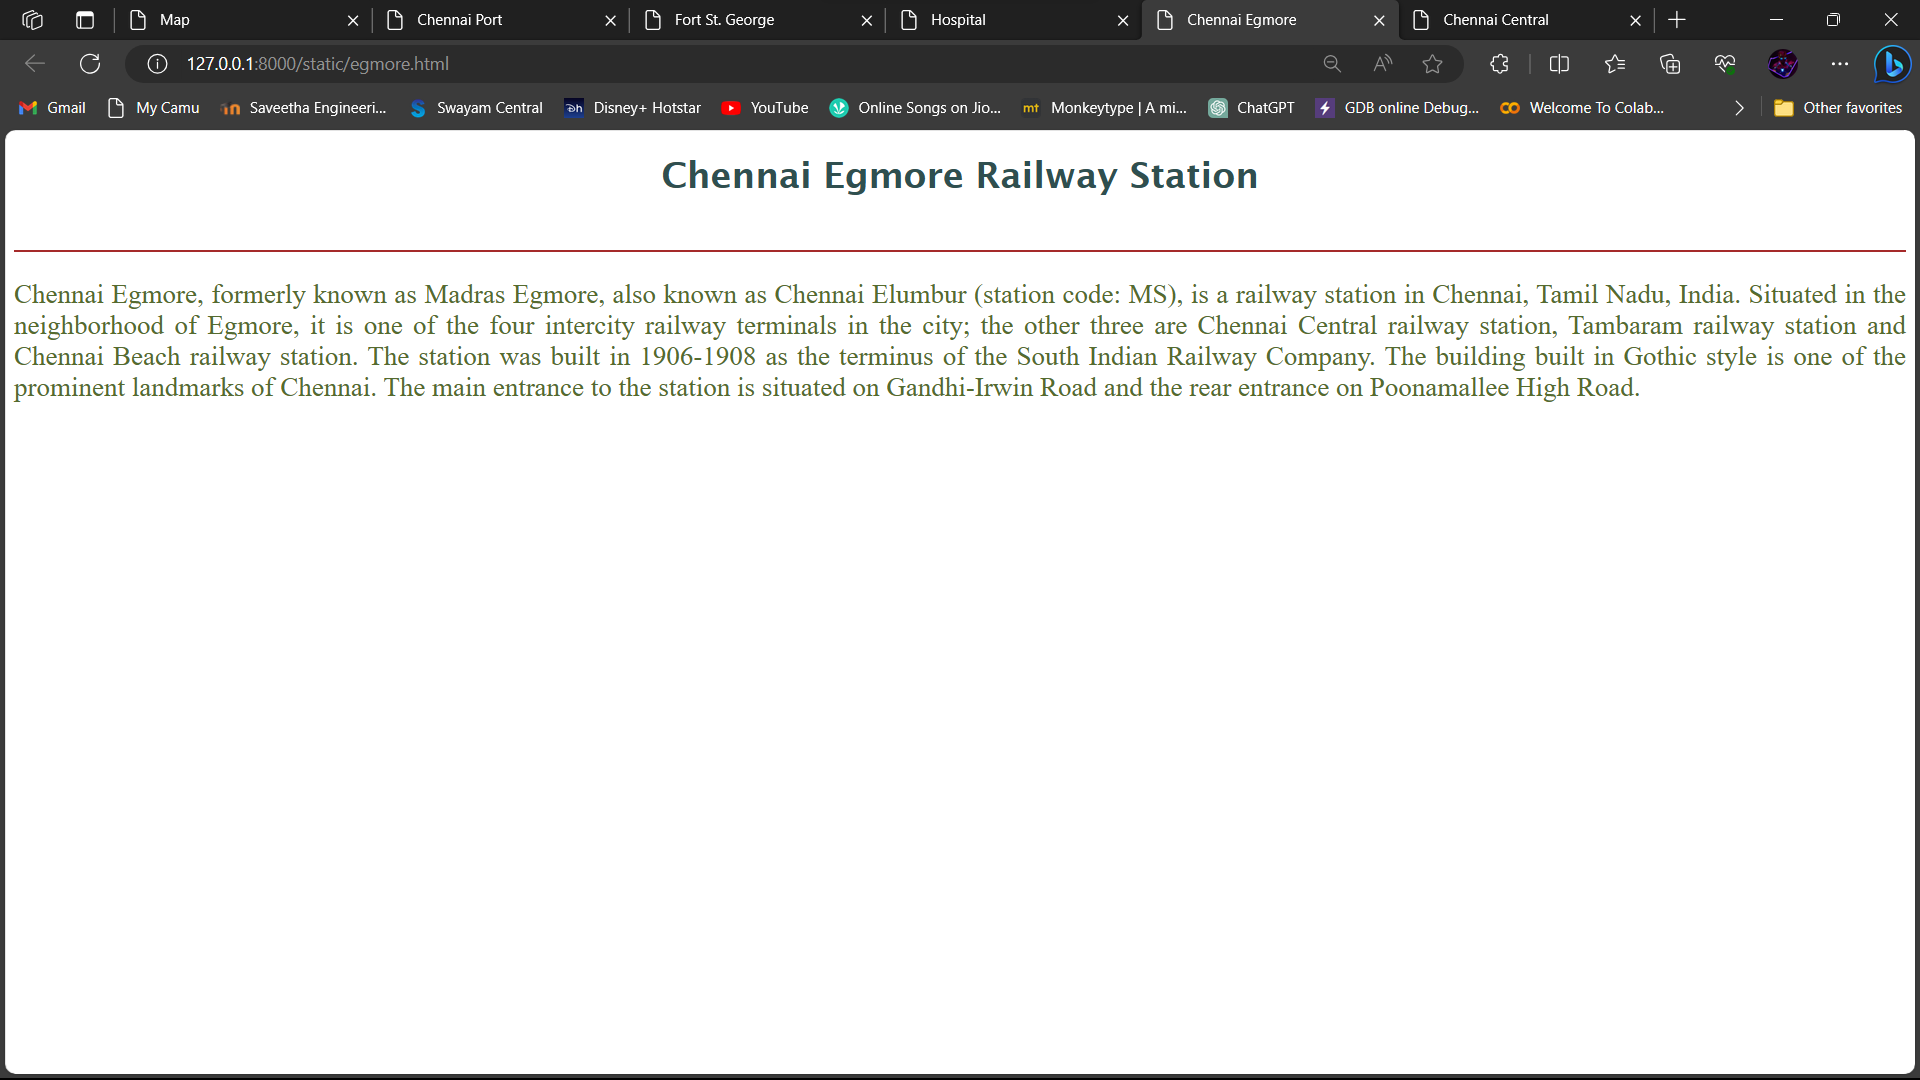 Map
Chennai Port
Fort St. George
Hospital
Chennai Egmore
Chennai Central
127.0.0.1:8000/static/egmore.html
Gmail
My Camu
Saveetha Engineeri...
Swayam Central
Disney+ Hotstar
YouTube
Online Songs on Jio...
mt Monkeytype | A mi...
ChatGPT
GDB online Debug...
Welcome To Colab...
Other favorites
Chennai Egmore Railway Station
Chennai Egmore, formerly known as Madras Egmore, also known as Chennai Elumbur (station code: MS), is a railway station in Chennai, Tamil Nadu, India. Situated in the
neighborhood of Egmore, it is one of the four intercity railway terminals in the city; the other three are Chennai Central railway station, Tambaram railway station and
Chennai Beach railway station. The station was built in 1906-1908 as the terminus of the South Indian Railway Company. The building built in Gothic style is one of the
prominent landmarks of Chennai. The main entrance to the station is situated on Gandhi-Irwin Road and the rear entrance on Poonamallee High Road.